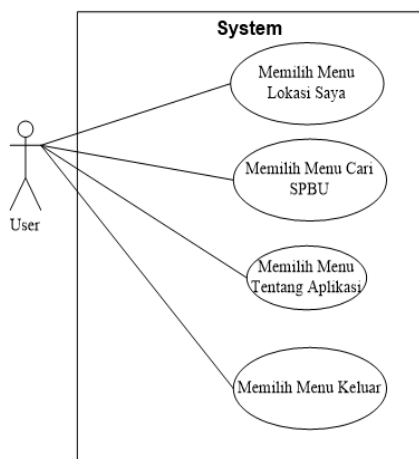 System
Memilih Menu
Lokasi Saya
Memilih Menu Cari
SPBU
User
Memilih Menu
Tentang Aplikasi
Memilih Menu Keluar